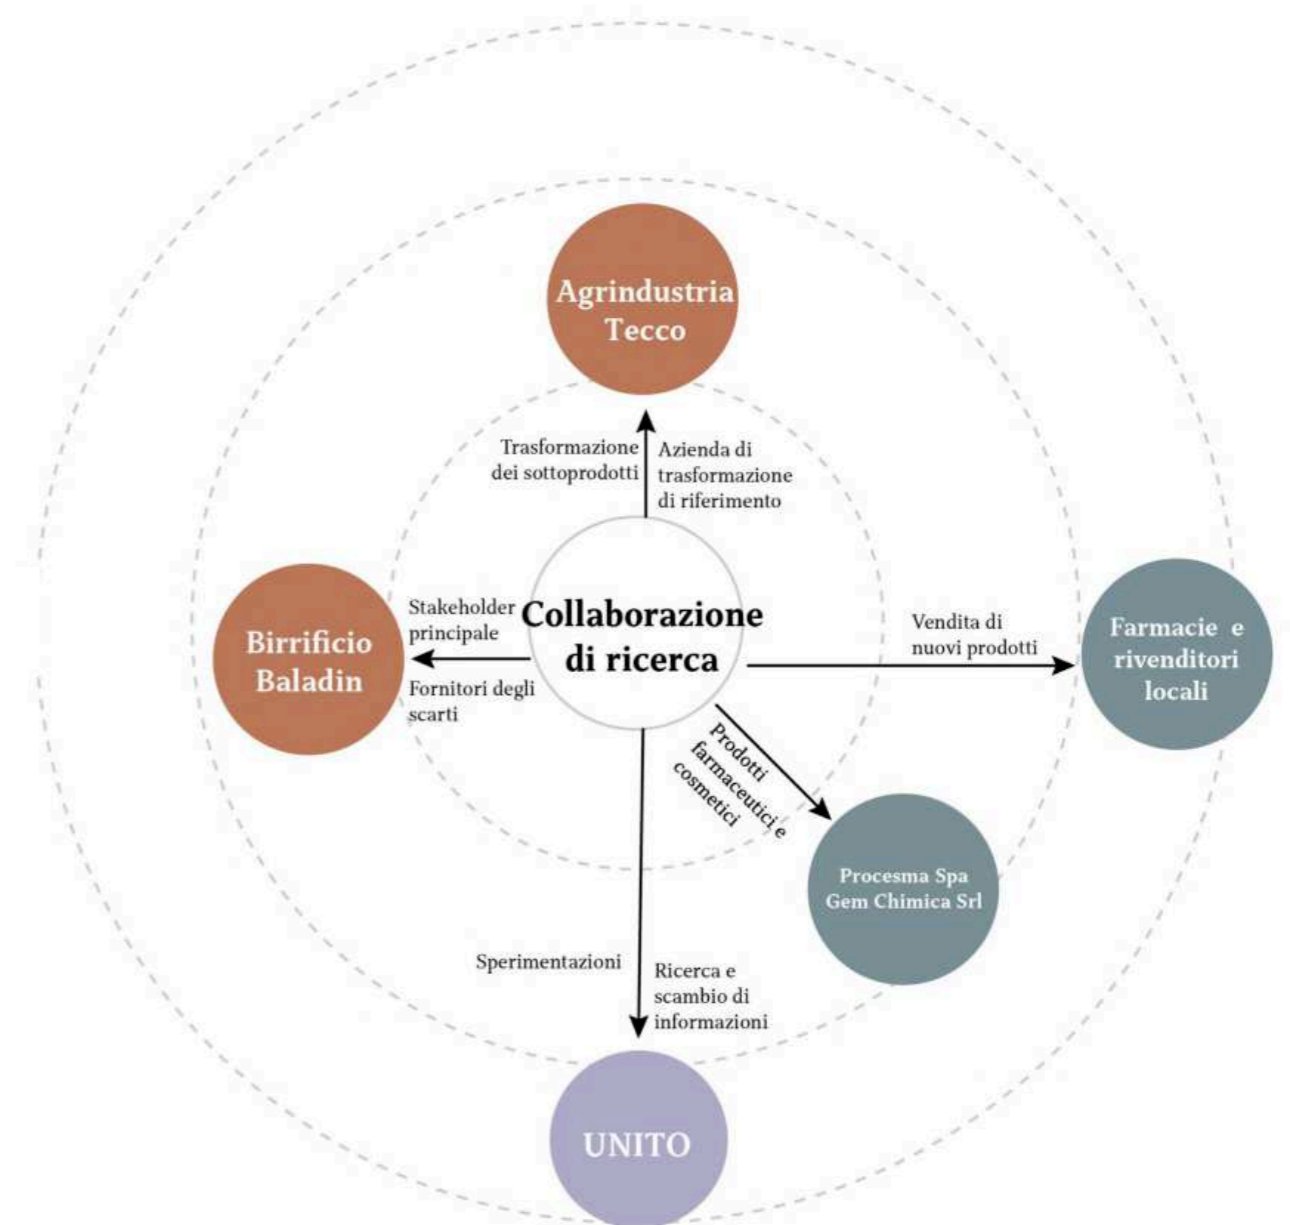 Agrindustria
Tecco
Trasformazione
dei sottoprodotti
Azienda di
trasformazione
di riferimento
Birrificio
Baladin
Stakeholder
principale
Fornitori degli
scarti
Collaborazione
di ricerca
Vendita di
nuovi prodotti
Farmacie e
rivenditori
locali
Prodotti
farmaceutici e
cosmetici
Procesma Spa
Gem Chimica Srl
Sperimentazioni
Ricerca e
scambio di
informazioni
UNITO